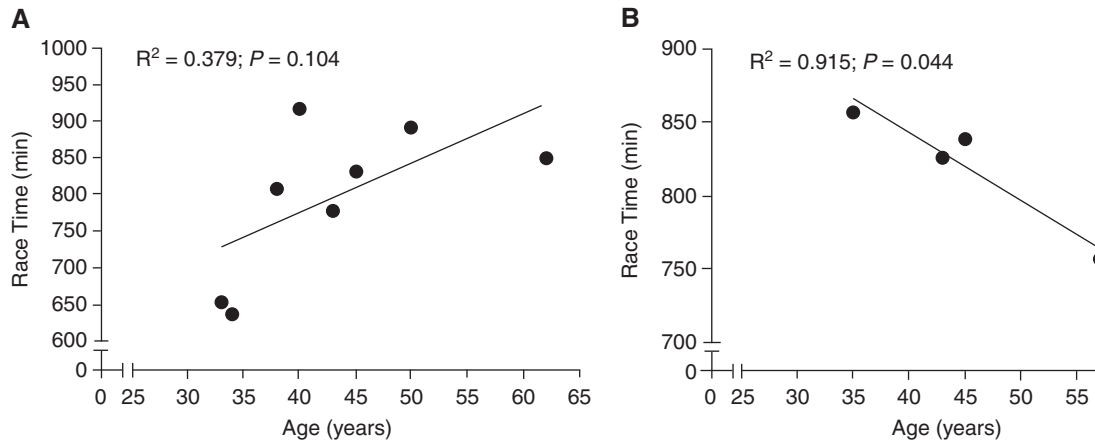 A
R² = 0.379; P = 0.104
1000
950
900
850
800
750
700
650
600
0
Race Time (min)
0 25 30 35 40 45 50 55 60 65
Age (years)
B
R² = 0.915; P = 0.044
900
850
800
750
700
0
Race Time (min)
0 25 30 35 40 45 50 55
Age (years)